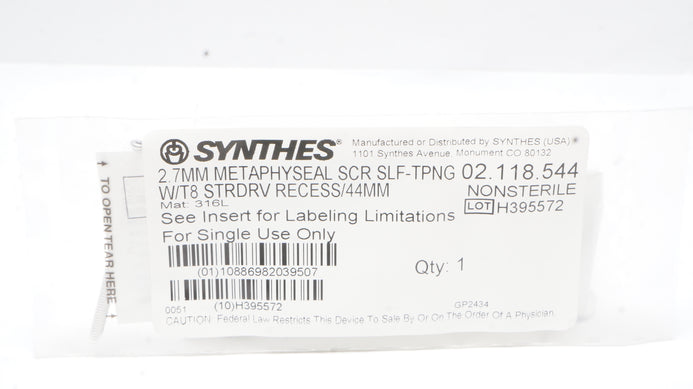 SYNTHES®
Manufactured or Distributed by SYNTHES (USA)
1101 Synthes Avenue, Monument CO 80132
2.7MM METAPHYSEAL SCR SLF-TPNG 02.118.544
W/T8 STRDRV RECESS/44MM
NONSTERILE
Mat: 316L
LOT H395572
See Insert for Labeling Limitations
For Single Use Only
(01)10886982039507
Qty: 1
(10)H395572
0051
GP2434
CAUTION: Federal Law Restricts This Device To Sale By Or On The Order Of A Physician.
TO OPEN TEAR HERE